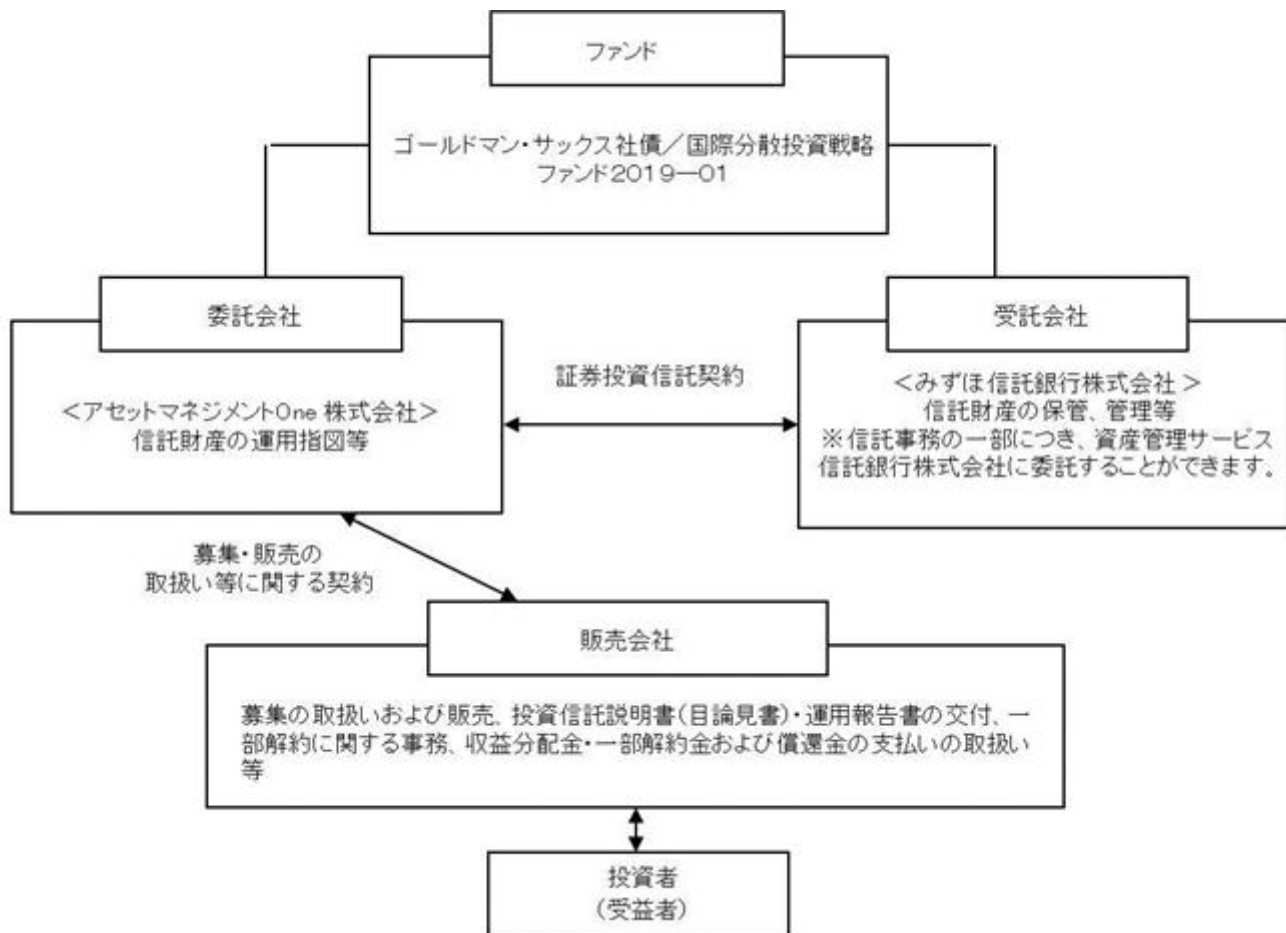 ファンド
ゴールドマン・サックス社債／国際分散投資戦略
ファンド２０１９―０１
委託会社
＜アセットマネジメントOne 株式会社＞
信託財産の運用指図等
証券投資信託契約
受託会社
＜みずほ信託銀行株式会社＞
信託財産の保管、管理等
※信託事務の一部につき、資産管理サービス
信託銀行株式会社に委託することができます。
募集・販売の
取扱い等に関する契約
販売会社
募集の取扱いおよび販売、投資信託説明書（目論見書）・運用報告書の交付、一
部解約に関する事務、収益分配金・一部解約金および償還金の支払いの取扱い
等
投資者
（受益者）